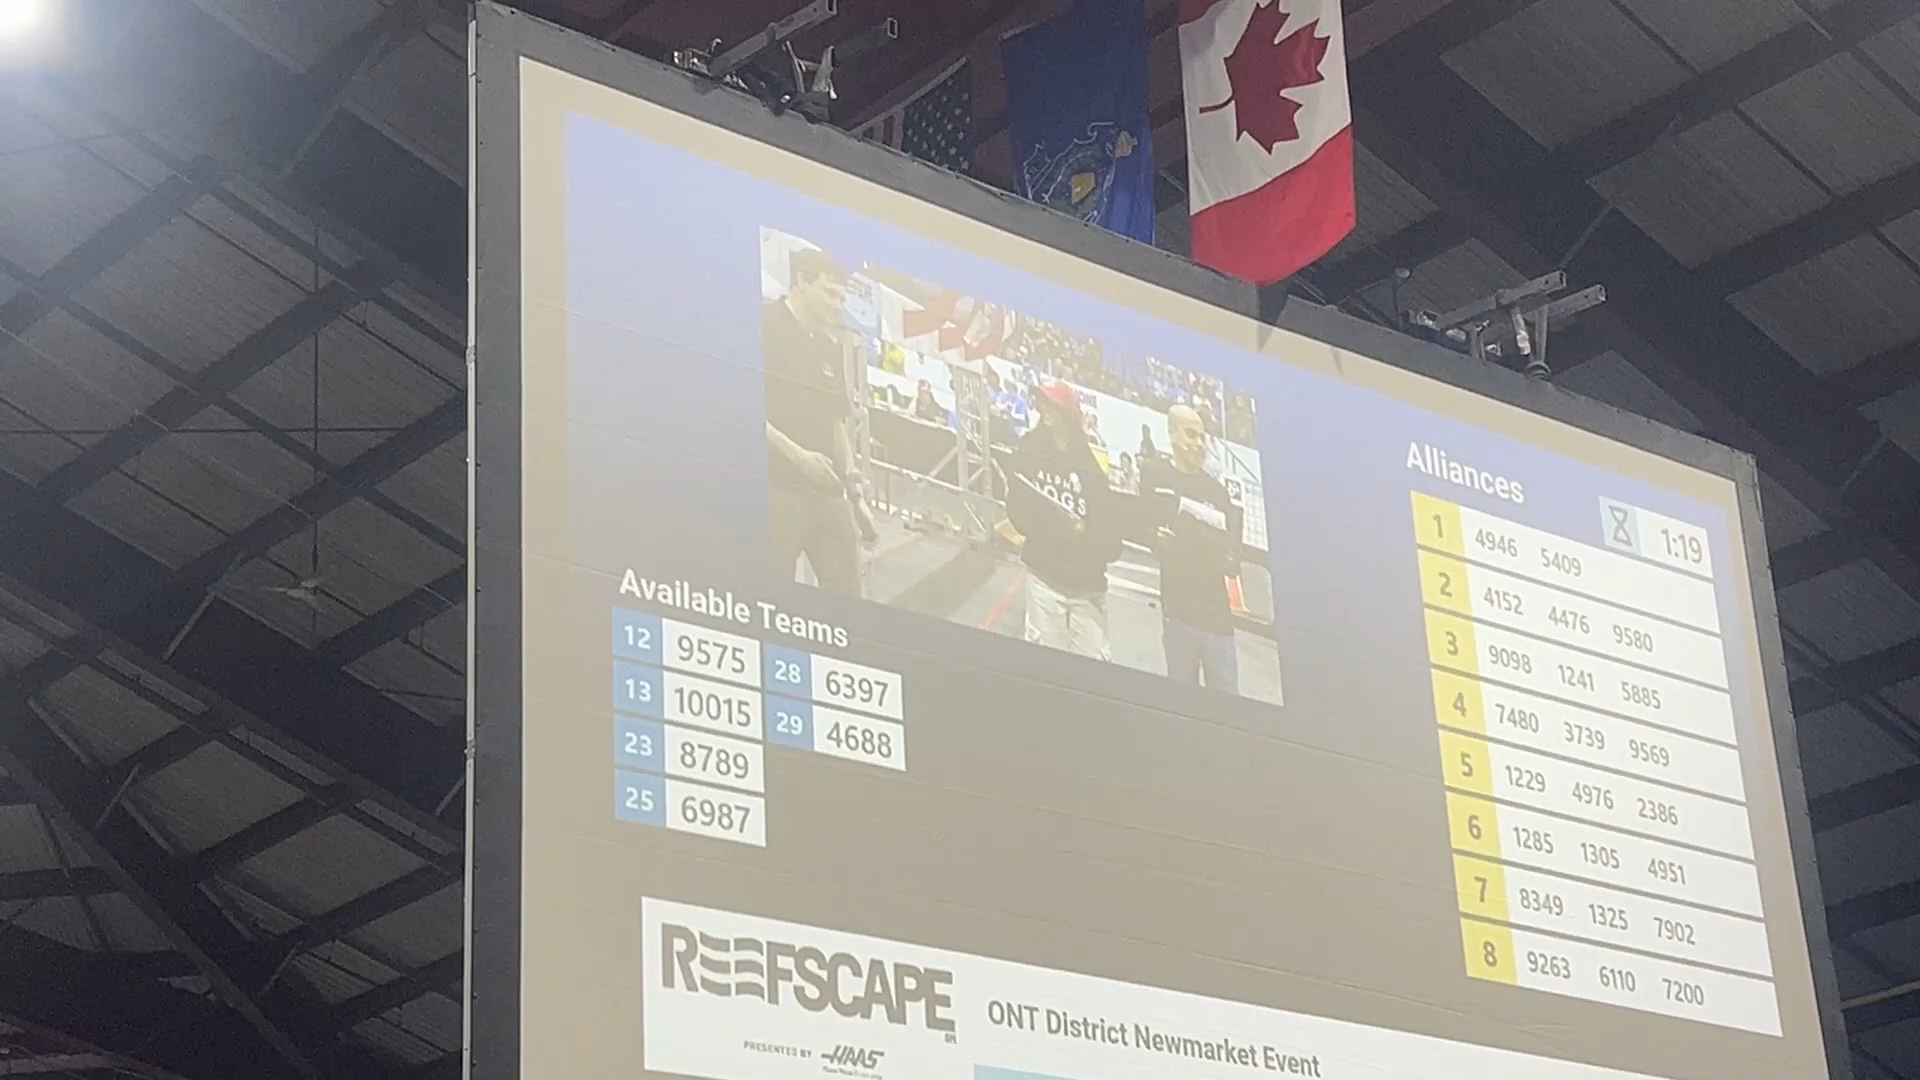 ALPHA
DOGS
Alliances
1:19
1 4946 5409
2 4152 4476 9580
3 9098 1241 5885
4 7480 3739 9569
5 1229 4976 2386
6 1285 1305 4951
7 8349 1325 7902
8 9263 6110 7200
Available Teams
12 9575 28 6397
13 10015 29 4688
23 8789
25 6987
REEFSCAPE
PRESENTED BY HAAS
ONT District Newmarket Event